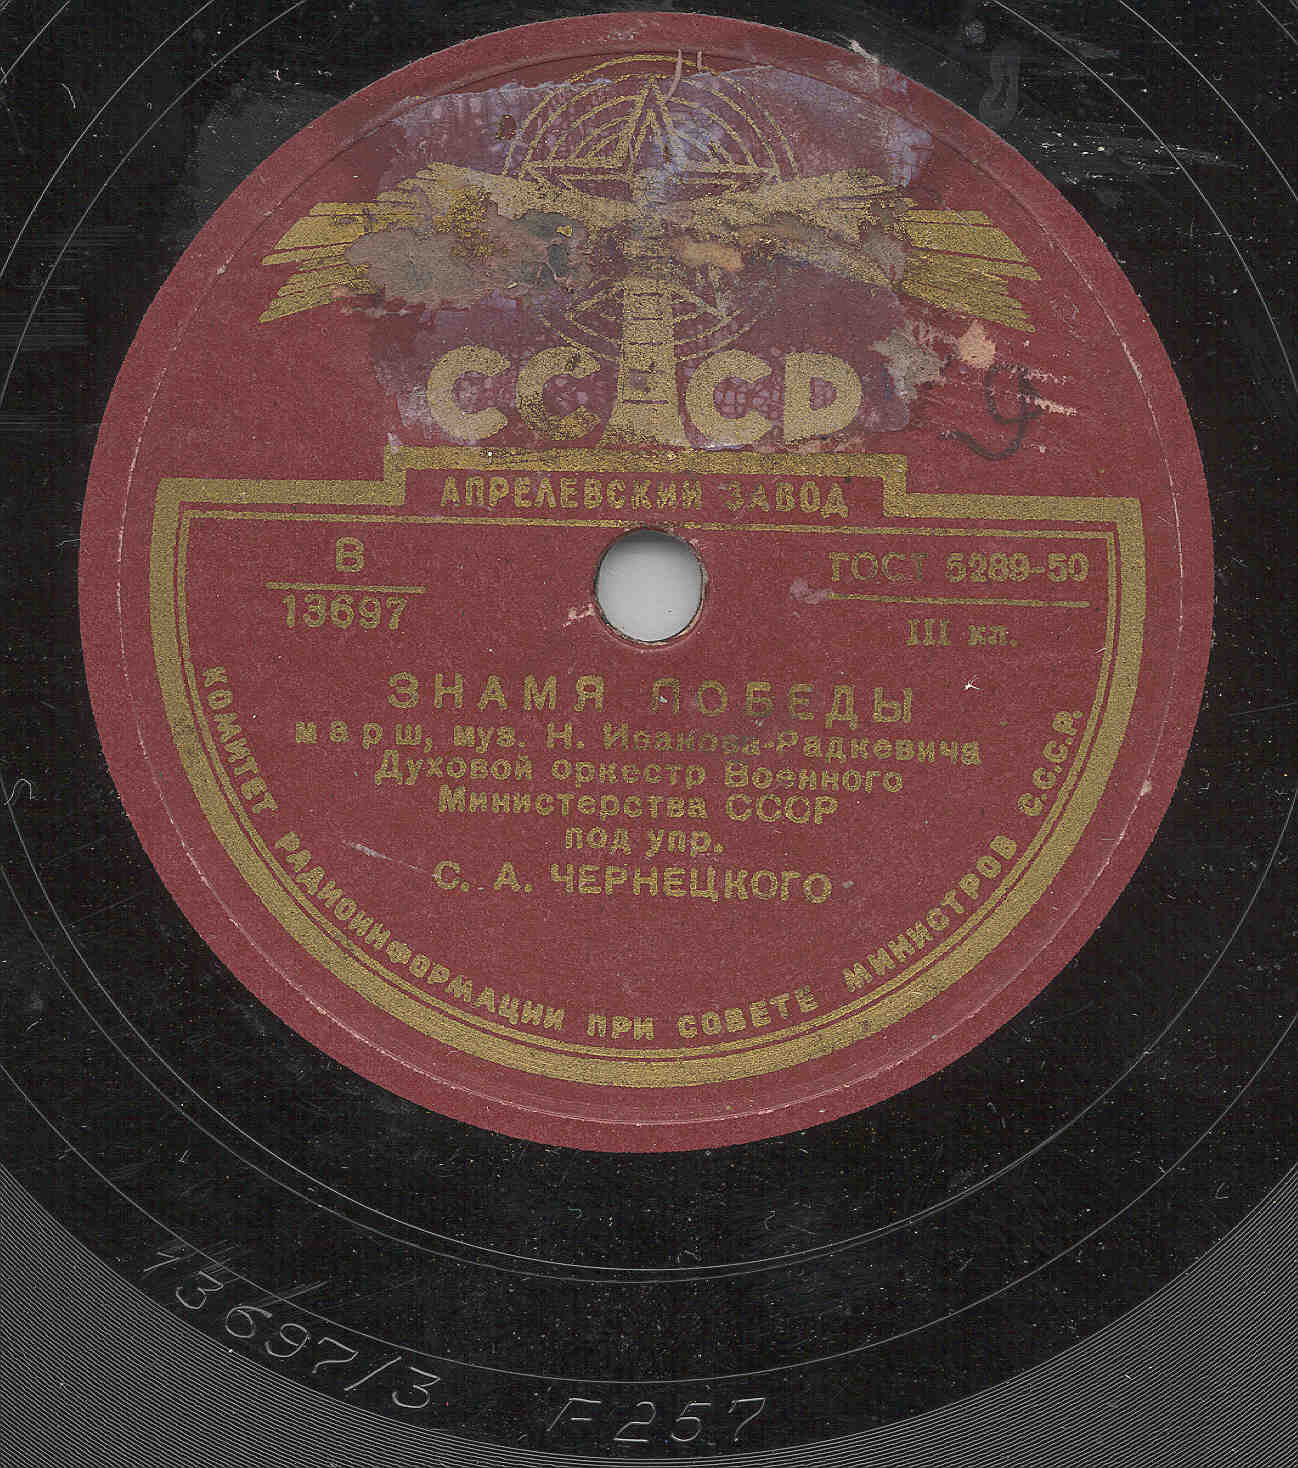 СССР
АПРЕЛЕВСКИЙ ЗАВОД
В
13697
ГОСТ 5289-50
III кл.
ЗНАМЯ ПОБЕДЫ
марш, муз. Н. Иванова-Радкевича
Духовой оркестр Военного
Министерства СССР
под упр.
С. А. ЧЕРНЕЦКОГО
КОМИТЕТ РАДИОИНФОРМАЦИИ ПРИ СОВЕТЕ МИНИСТРОВ С.С.С.Р.
13697/3 F257